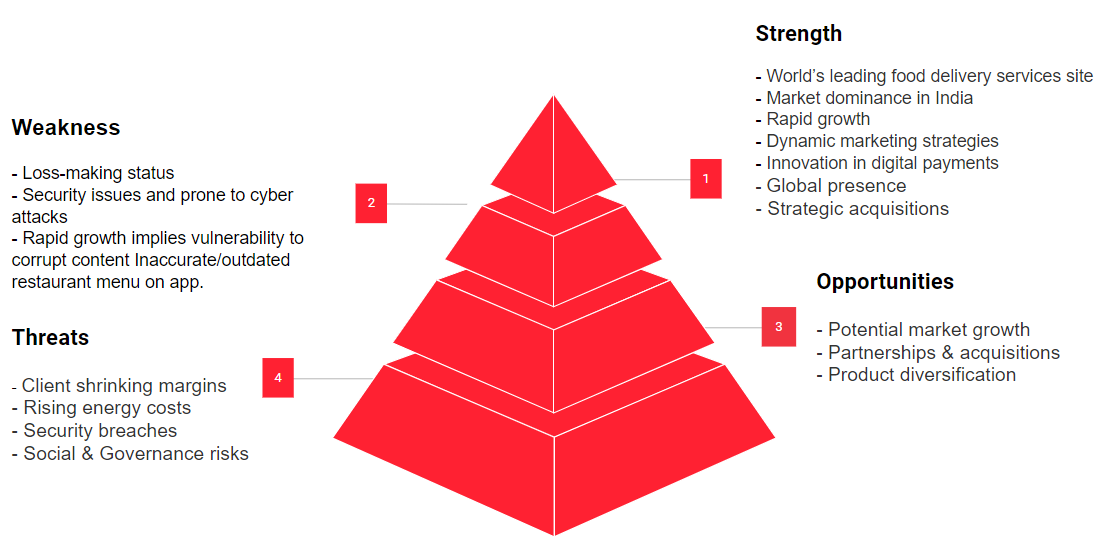 Strength
- World’s leading food delivery services site
- Market dominance in India
- Rapid growth
- Dynamic marketing strategies
- Innovation in digital payments
- Global presence
- Strategic acquisitions
1
Weakness
- Loss-making status
- Security issues and prone to cyber
attacks
- Rapid growth implies vulnerability to
corrupt content Inaccurate/outdated
restaurant menu on app.
2
Opportunities
- Potential market growth
- Partnerships & acquisitions
- Product diversification
3
Threats
- Client shrinking margins
- Rising energy costs
- Security breaches
- Social & Governance risks
4